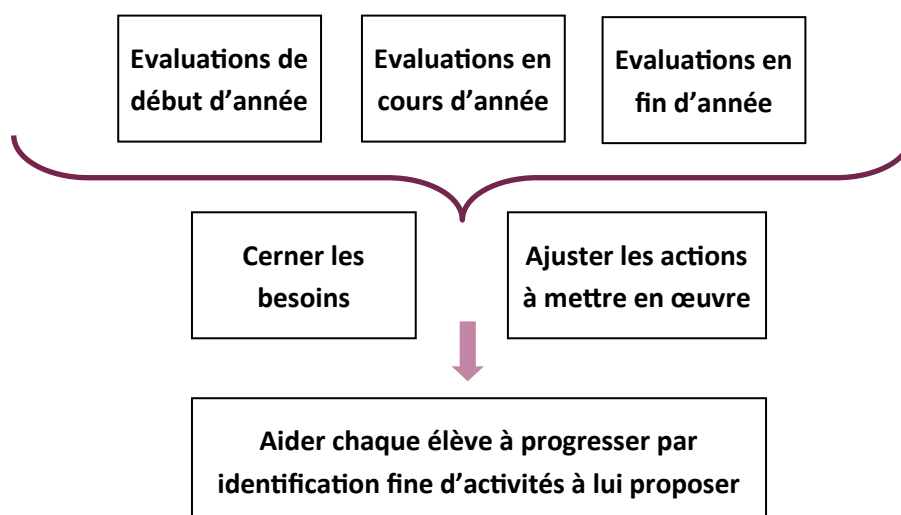 Evaluations de
début d’année
Evaluations en
cours d’année
Evaluations en
fin d’année
Cerner les
besoins
Ajuster les actions
à mettre en œuvre
Aider chaque élève à progresser par
identification fine d’activités à lui proposer